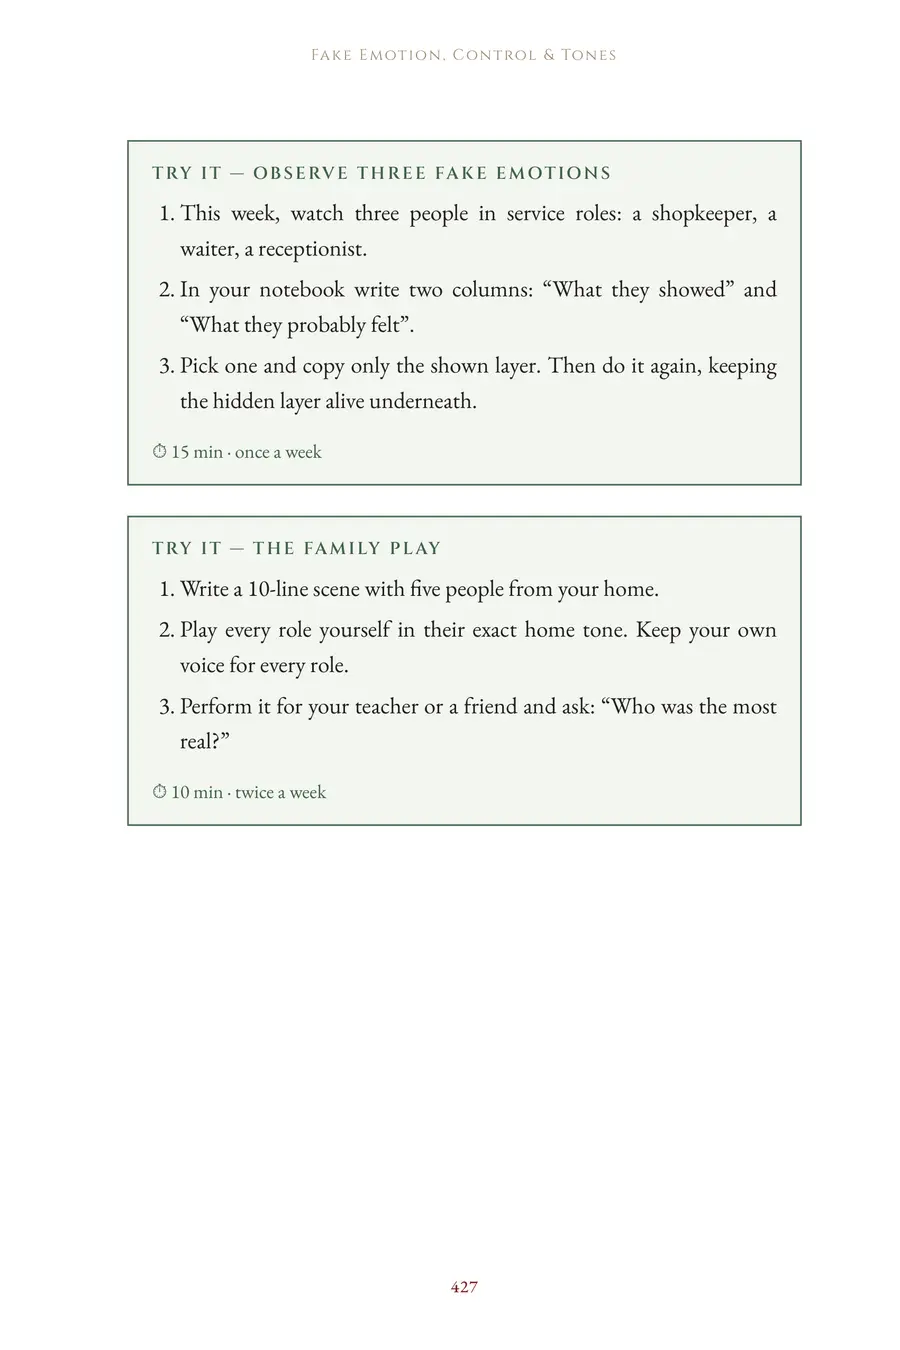 Fake Emotion, Control & Tones
TRY IT — OBSERVE THREE FAKE EMOTIONS
1. This week, watch three people in service roles: a shopkeeper, a
waiter, a receptionist.
2. In your notebook write two columns: “What they showed” and
“What they probably felt”.
3. Pick one and copy only the shown layer. Then do it again, keeping
the hidden layer alive underneath.
⏱ 15 min · once a week
TRY IT — THE FAMILY PLAY
1. Write a 10-line scene with five people from your home.
2. Play every role yourself in their exact home tone. Keep your own
voice for every role.
3. Perform it for your teacher or a friend and ask: “Who was the most
real?”
⏱ 10 min · twice a week
427